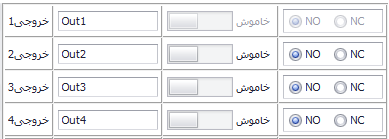 خروجی1 Out1 خاموش NO NC
خروجی2 Out2 خاموش NO NC
خروجی3 Out3 خاموش NO NC
خروجی4 Out4 خاموش NO NC